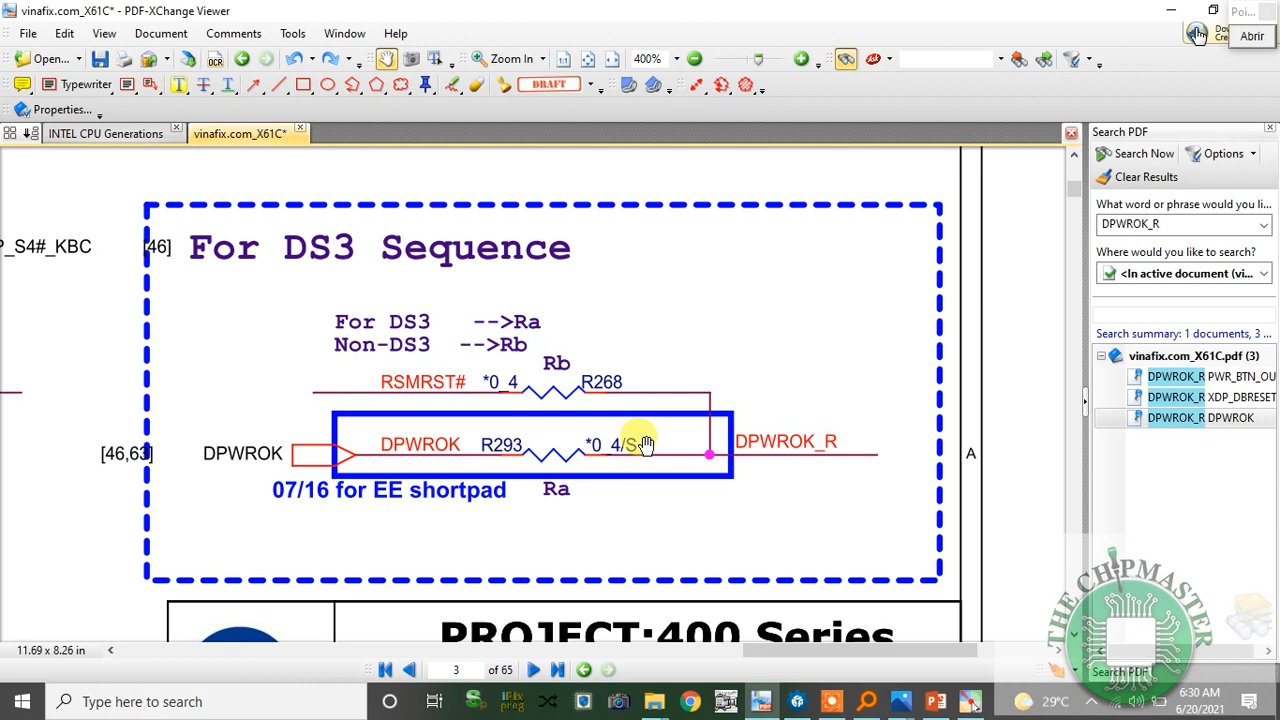 vinafix.com_X61C* - PDF-XChange Viewer
Poi...
File Edit View Document Comments Tools Window Help
Abrir
Open... OCR Zoom In 400%
Typewriter DRAFT
Properties...
INTEL CPU Generations vinafix.com_X61C*
Search PDF
Search Now Options
Clear Results
What word or phrase would you li...
DPWROK_R
Where would you like to search?
<In active document (vi...
Search summary: 1 documents, 3 ...
vinafix.com_X61C.pdf (3)
DPWROK_R PWR_BTN_OU
DPWROK_R XDP_DBRESET
DPWROK_R DPWROK
P_S4#_KBC [46] For DS3 Sequence
For DS3 -->Ra
Non-DS3 -->Rb
Rb
RSMRST# *0_4 R268
[46,63] DPWROK DPWROK R293 *0_4/S DPWROK_R A
07/16 for EE shortpad Ra
PROJECT:400 Series
THE CHIPMASTER
11.69 x 8.26 in
3 of 65
Search PDF
Type here to search
iFix prog
29°C
6:30 AM
6/20/2021